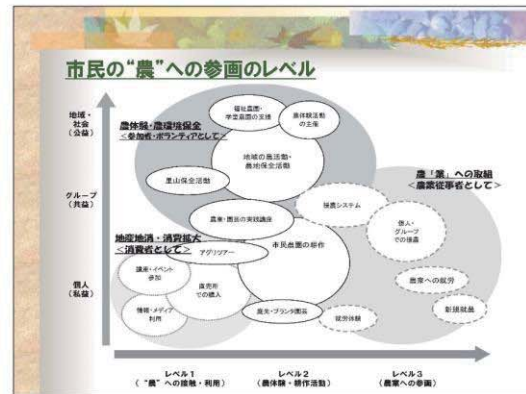 市民の“農”への参画のレベル
地域・
社会
(公益)
グループ
(共益)
個人
(私益)
農体験・農環境保全
<参加者・ボランティアとして>
福祉農園・
学童農園の支援
農体験活動
の主催
地域の農活動・
農地保全活動
里山保全活動
農業・園芸の実践講座
援農システム
農「業」への取組
<農業従事者として>
個人・
グループ
での援農
農業への就労
新規就農
地産地消・消費拡大
<消費者として>
アグリツアー
市民農園の耕作
講座・イベント
参加
直売所
での購入
情報・メディア
利用
庭先・プランタ園芸
就労体験
レベル1
(“農”への接触・利用)
レベル2
(農体験・耕作活動)
レベル3
(農業への参画)